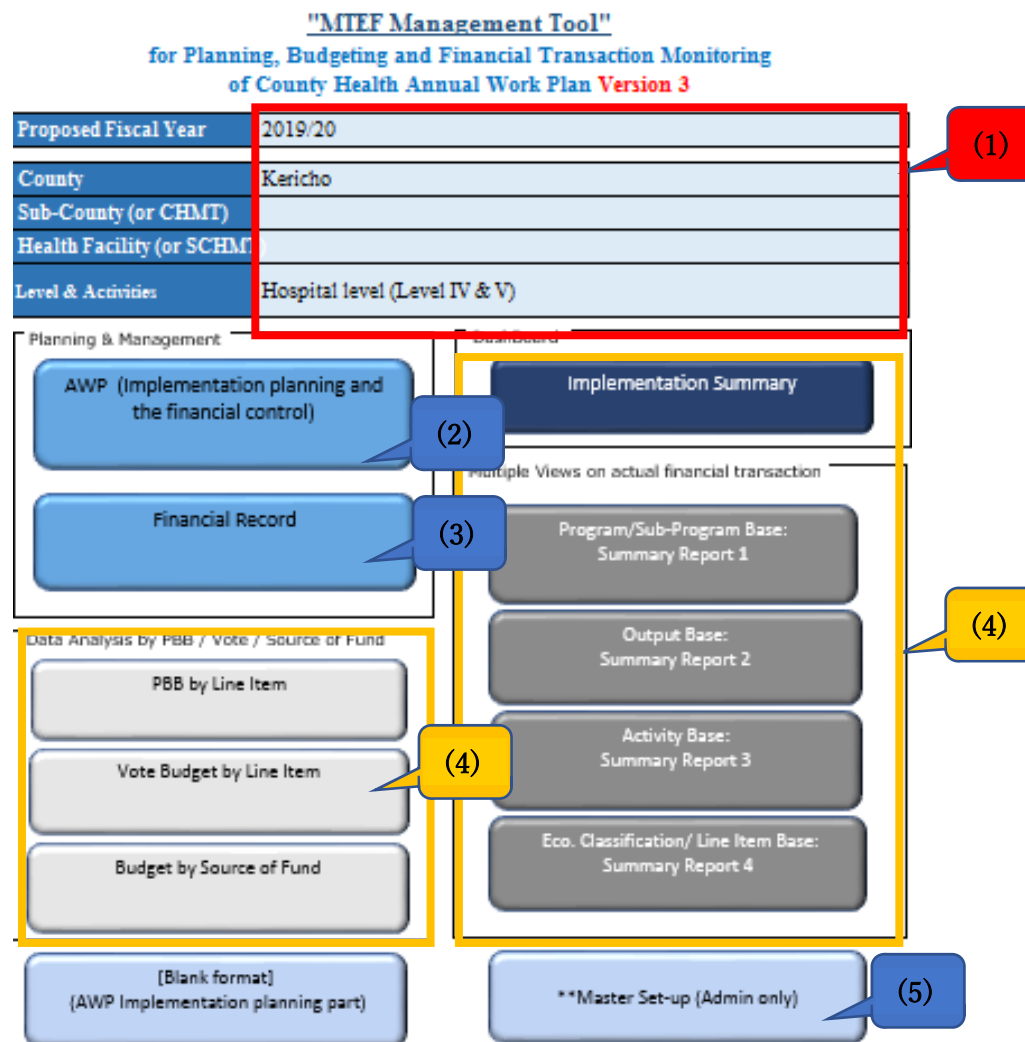 "MTEF Management Tool"
for Planning, Budgeting and Financial Transaction Monitoring
of County Health Annual Work Plan Version 3
Proposed Fiscal Year 2019/20
(1)
County Kericho
Sub-County (or CHMT)
Health Facility (or SCHMT)
Level & Activities Hospital level (Level IV & V)
Planning & Management
AWP (Implementation planning and
the financial control)
(2)
Financial Record
(3)
DashBoard
Implementation Summary
Multiple Views on actual financial transaction
Program/Sub-Program Base:
Summary Report 1
Output Base:
Summary Report 2
(4)
Activity Base:
Summary Report 3
Eco. Classification/ Line Item Base:
Summary Report 4
Data Analysis by PBB / Vote / Source of Fund
PBB by Line Item
Vote Budget by Line Item
(4)
Budget by Source of Fund
[Blank format]
(AWP Implementation planning part)
**Master Set-up (Admin only)
(5)